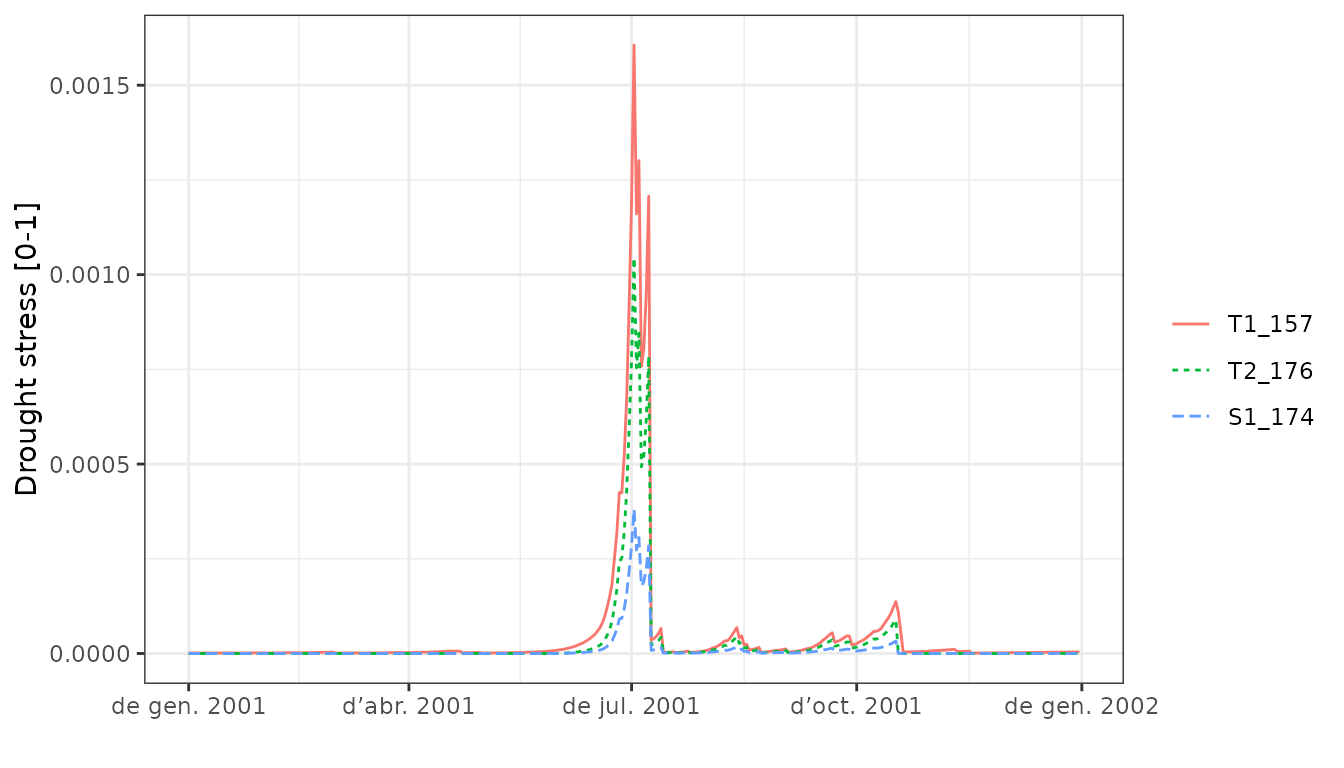 Drought stress [0-1]
0.0015
0.0010
0.0005
0.0000
de gen. 2001
d’abr. 2001
de jul. 2001
d’oct. 2001
de gen. 2002
T1_157
T2_176
S1_174